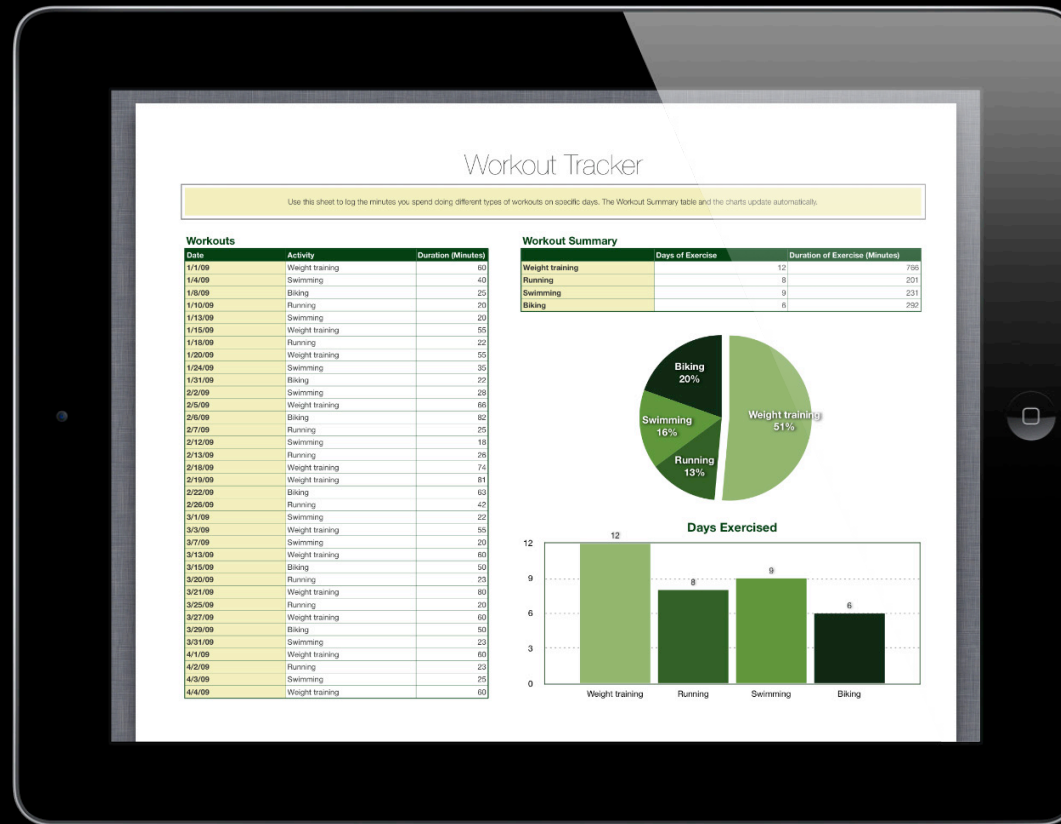 Workout Tracker
Use this sheet to log the minutes you spend doing different types of workouts on specific days. The Workout Summary table and the charts update automatically.
Workouts
Date Activity Duration (Minutes)
1/1/09 Weight training 60
1/4/09 Swimming 40
1/8/09 Biking 25
1/10/09 Running 20
1/13/09 Swimming 20
1/15/09 Weight training 55
1/18/09 Running 22
1/20/09 Weight training 55
1/24/09 Swimming 35
1/31/09 Biking 22
2/2/09 Swimming 28
2/5/09 Weight training 66
2/6/09 Biking 82
2/7/09 Running 25
2/12/09 Swimming 18
2/13/09 Running 26
2/18/09 Weight training 74
2/19/09 Weight training 81
2/22/09 Biking 63
2/26/09 Running 42
3/1/09 Swimming 22
3/3/09 Weight training 55
3/7/09 Swimming 20
3/13/09 Weight training 60
3/15/09 Biking 50
3/20/09 Running 23
3/21/09 Weight training 80
3/25/09 Running 20
3/27/09 Weight training 60
3/29/09 Biking 50
3/31/09 Swimming 23
4/1/09 Weight training 60
4/2/09 Running 23
4/3/09 Swimming 25
4/4/09 Weight training 60
Workout Summary
Days of Exercise Duration of Exercise (Minutes)
Weight training 12 766
Running 8 201
Swimming 9 231
Biking 6 292
Biking
20%
Swimming
16%
Weight training
51%
Running
13%
Days Exercised
12
9
6
3
0
12
8
9
6
Weight training Running Swimming Biking